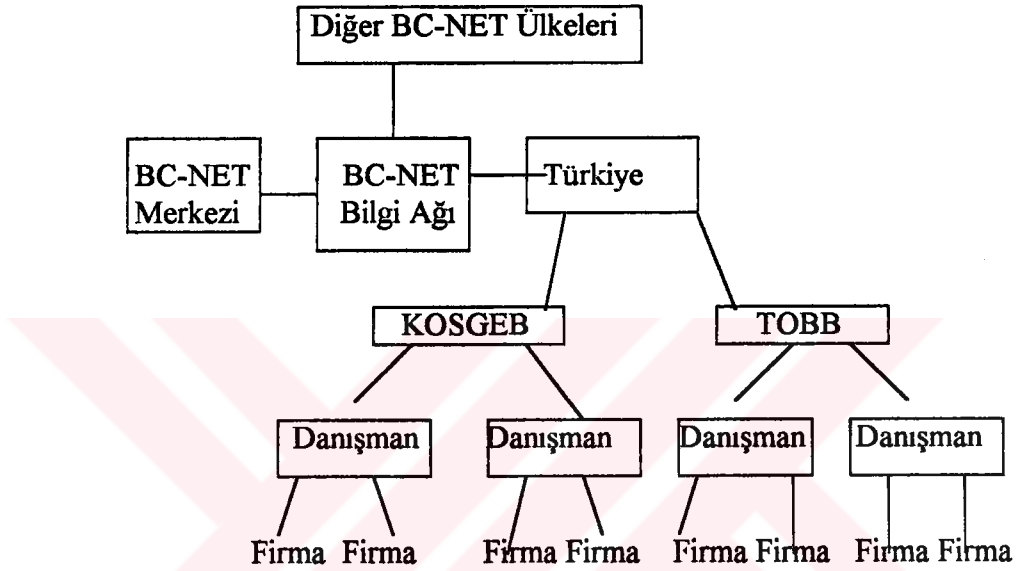 Diğer BC-NET Ülkeleri
BC-NET
Merkezi
BC-NET
Bilgi Ağı
Türkiye
KOSGEB
TOBB
Danışman
Danışman
Danışman
Danışman
Firma Firma
Firma Firma
Firma Firma
Firma Firma